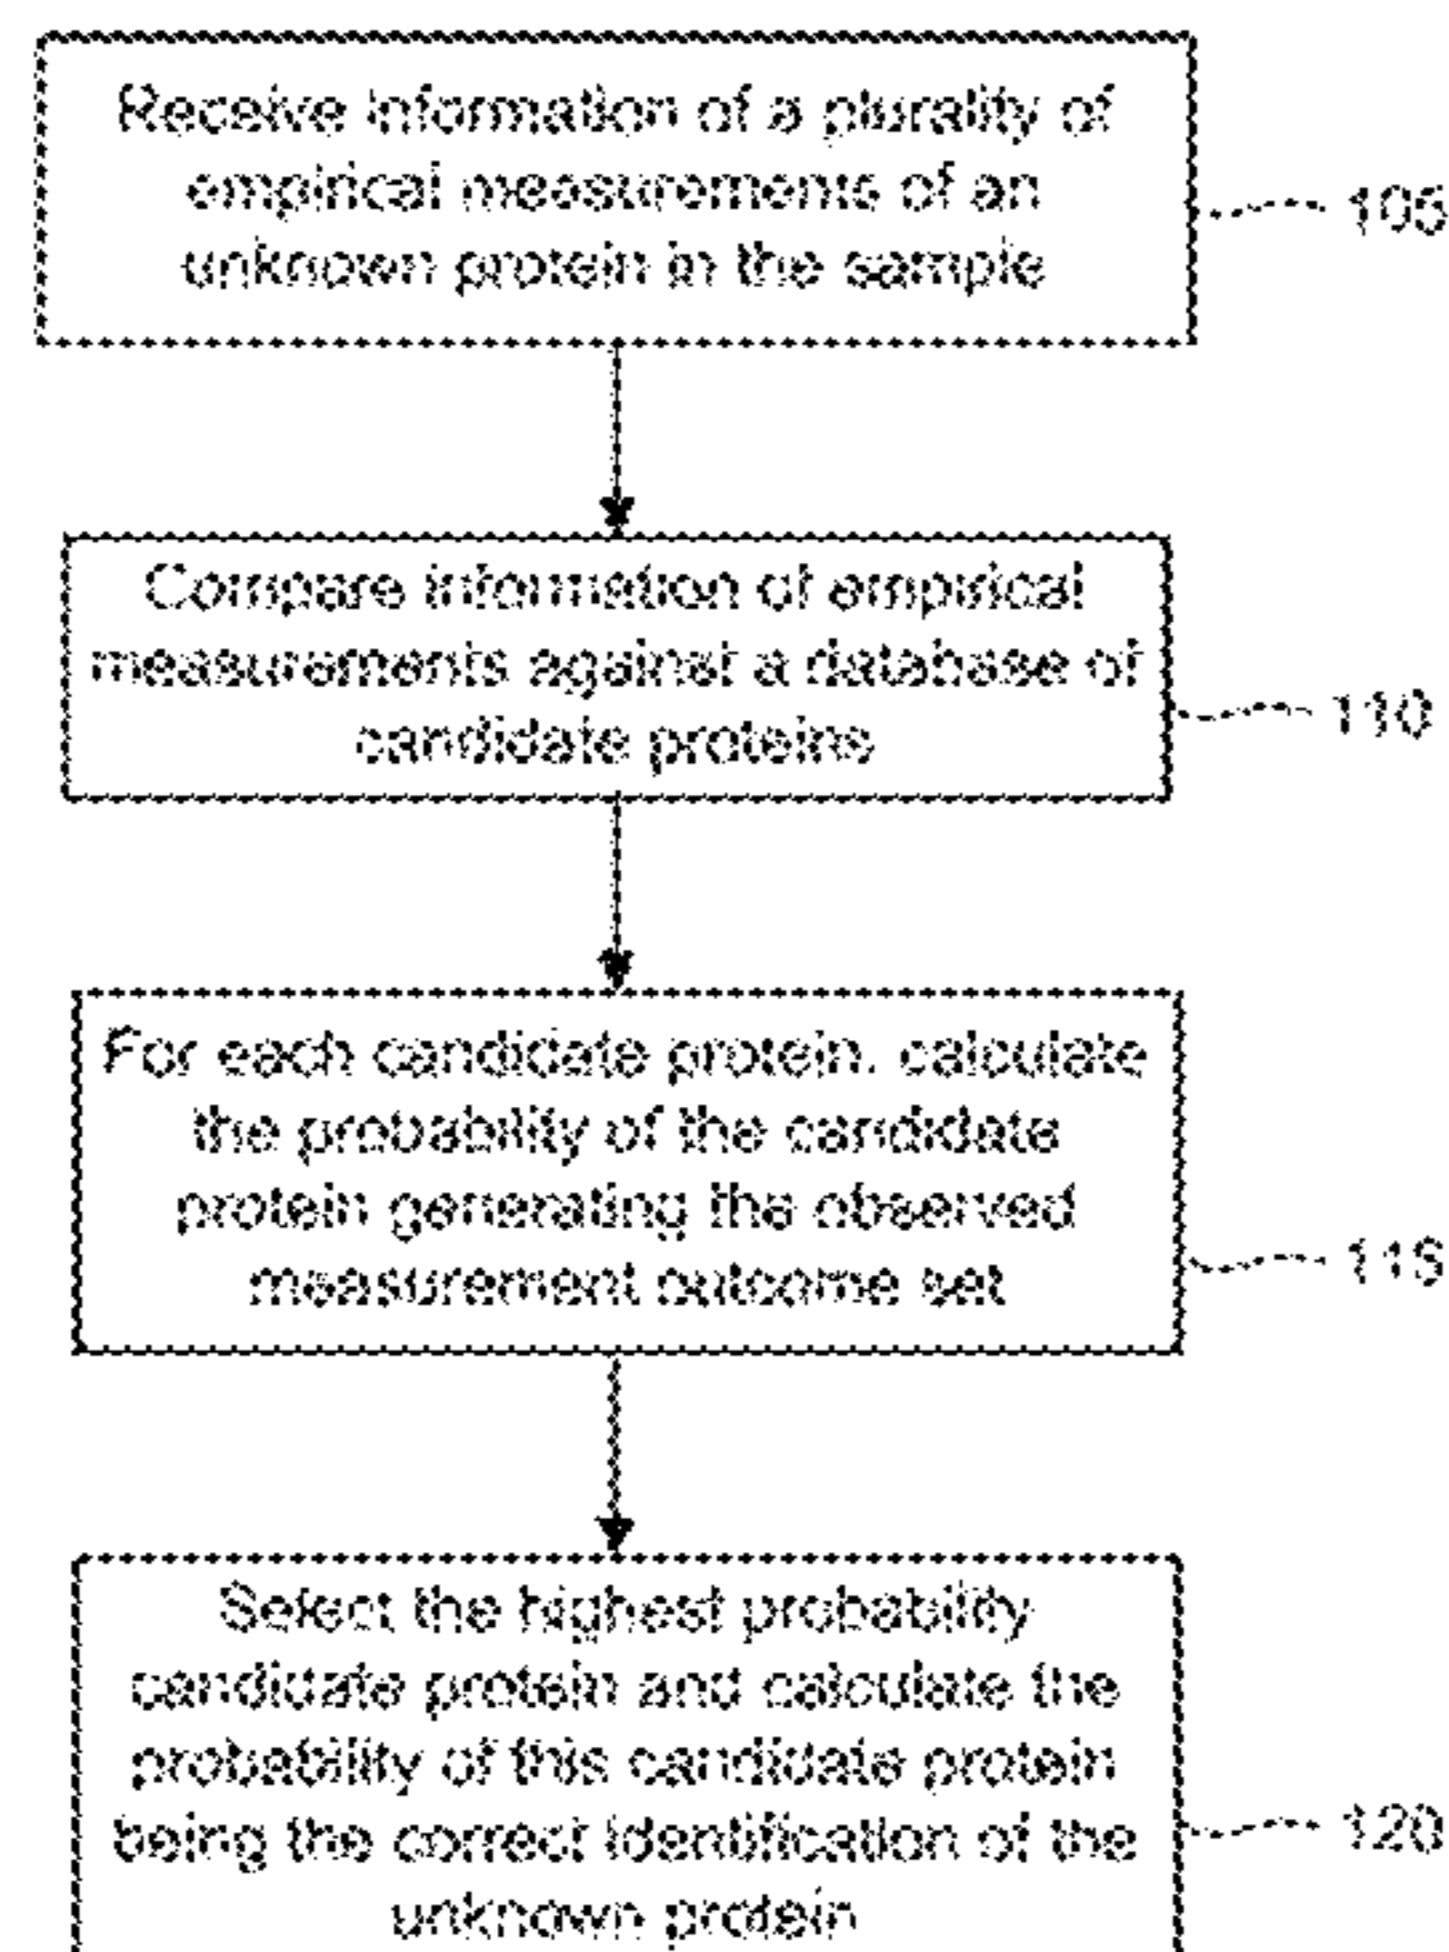 Receive information of a plurality of
empirical measurements of an
unknown protein in the sample
105
Compare information of empirical
measurements against a database of
candidate proteins
110
For each candidate protein, calculate
the probability of the candidate
protein generating the observed
measurement outcome set
115
Select the highest probability
candidate protein and calculate the
probability of this candidate protein
being the correct identification of the
unknown protein
120